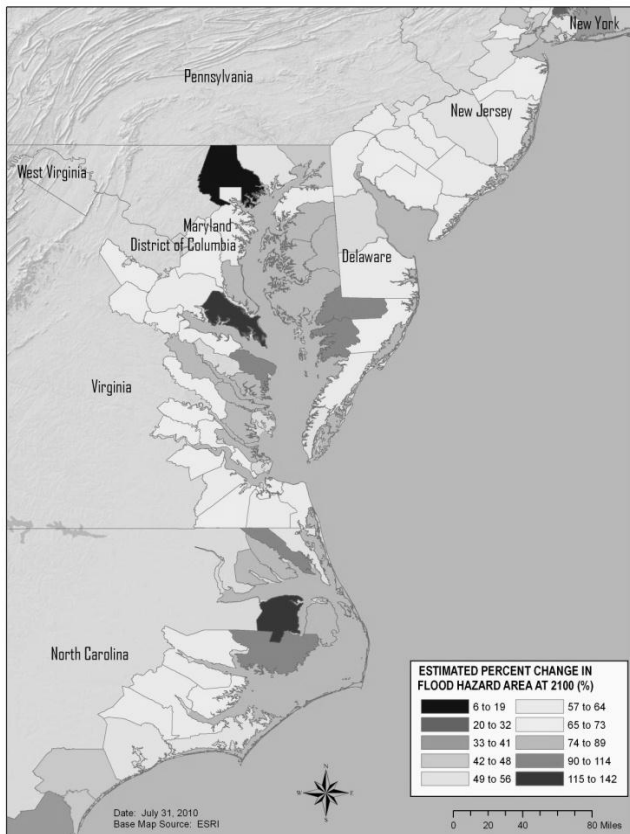 New York
Pennsylvania
New Jersey
West Virginia
Maryland
District of Columbia
Delaware
Virginia
North Carolina
ESTIMATED PERCENT CHANGE IN
FLOOD HAZARD AREA AT 2100 (%)
6 to 19
57 to 64
20 to 32
65 to 73
33 to 41
74 to 89
42 to 48
90 to 114
49 to 56
115 to 142
N
W
E
S
Date: July 31, 2010
Base Map Source: ESRI
0 20 40 80 Miles